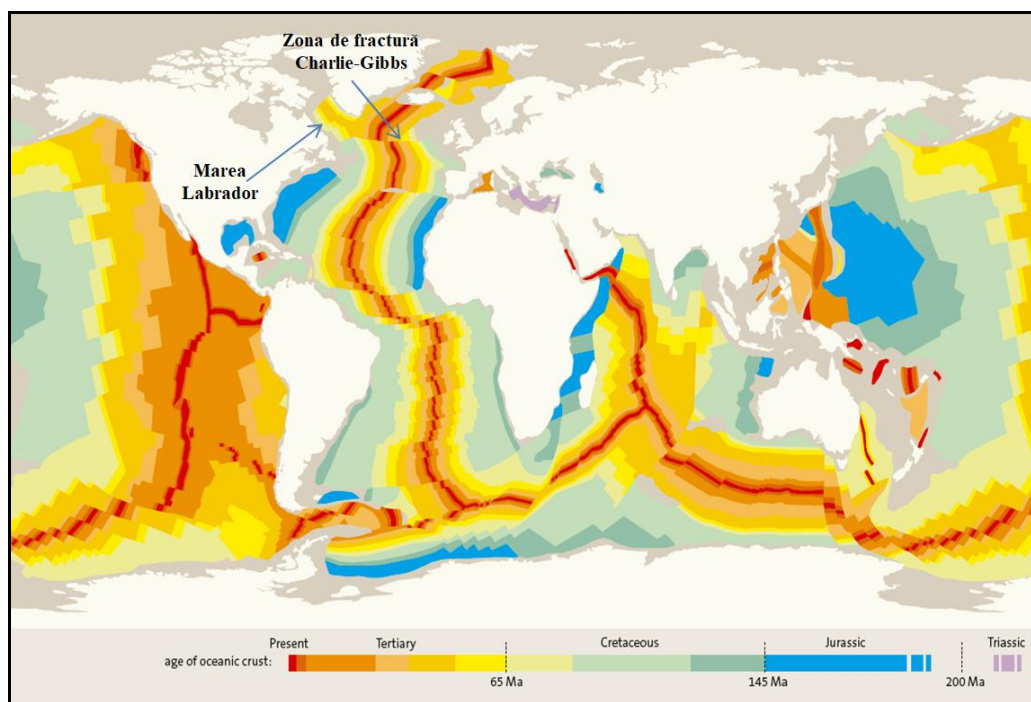 Zona de fractură
Charlie-Gibbs
Marea
Labrador
Present Tertiary Cretaceous Jurassic Triassic
age of oceanic crust:
65 Ma 145 Ma 200 Ma